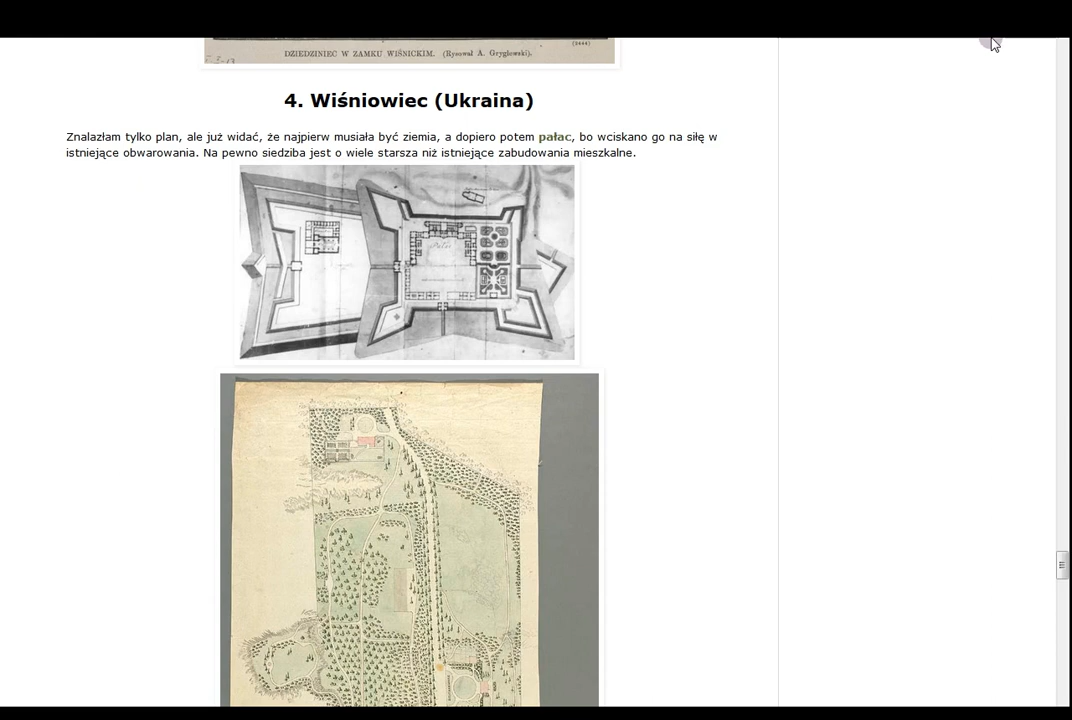 DZIEDZINIEC W ZAMKU WIŚNICKIM. (Rysował A. Gryglewski).
(2444)
4. Wiśniowiec (Ukraina)
Znalazłam tylko plan, ale już widać, że najpierw musiała być ziemia, a dopiero potem pałac, bo wciskano go na siłę w
istniejące obwarowania. Na pewno siedziba jest o wiele starsza niż istniejące zabudowania mieszkalne.